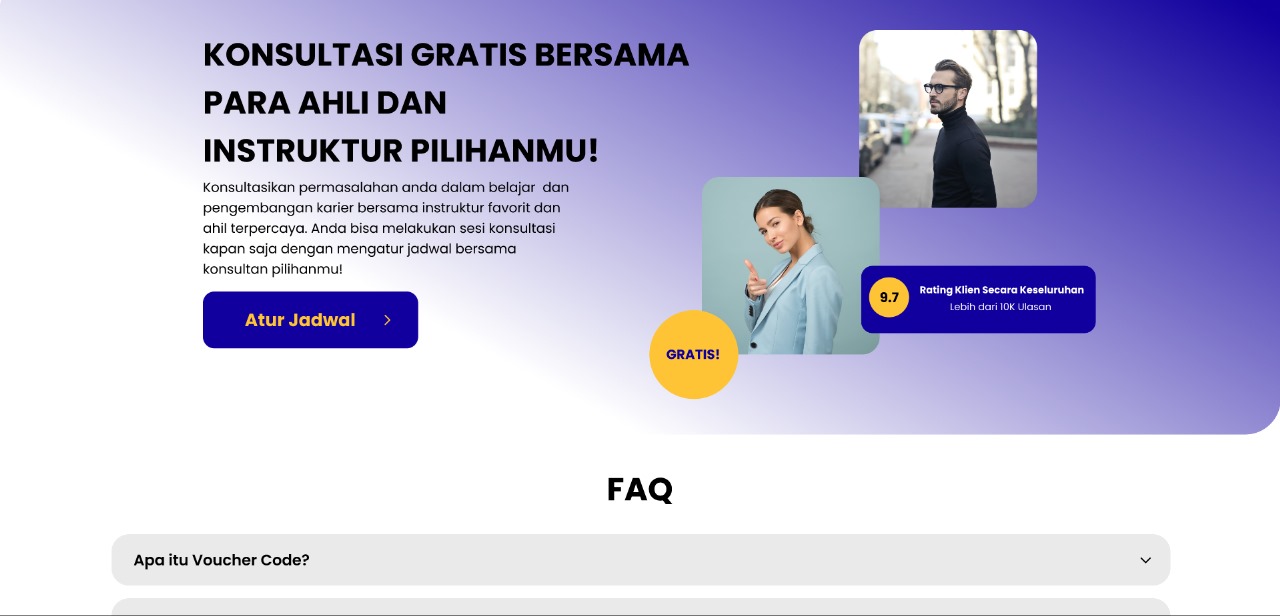 KONSULTASI GRATIS BERSAMA
PARA AHLI DAN
INSTRUKTUR PILIHANMU!
Konsultasikan permasalahan anda dalam belajar  dan
pengembangan karier bersama instruktur favorit dan
ahil terpercaya. Anda bisa melakukan sesi konsultasi
kapan saja dengan mengatur jadwal bersama
konsultan pilihanmu!
Atur Jadwal
9.7
Rating Klien Secara Keseluruhan
Lebih dari 10K Ulasan
GRATIS!
FAQ
Apa itu Voucher Code?